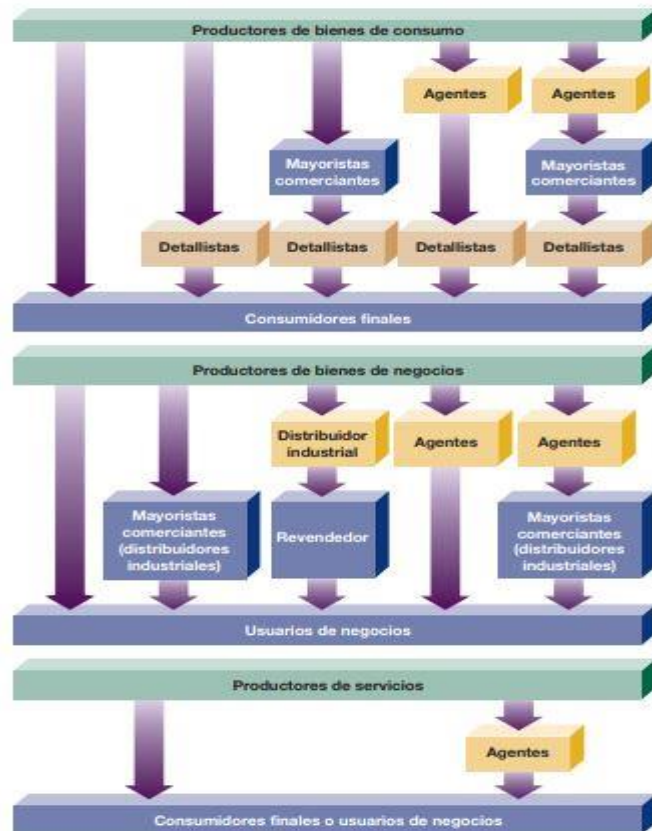 Productores de bienes de consumo
Agentes
Agentes
Mayoristas
comerciantes
Mayoristas
comerciantes
Detallistas
Detallistas
Detallistas
Detallistas
Consumidores finales
Productores de bienes de negocios
Distribuidor
industrial
Agentes
Agentes
Mayoristas
comerciantes
(distribuidores
industriales)
Revendedor
Mayoristas
comerciantes
(distribuidores
industriales)
Usuarios de negocios
Productores de servicios
Agentes
Consumidores finales o usuarios de negocios